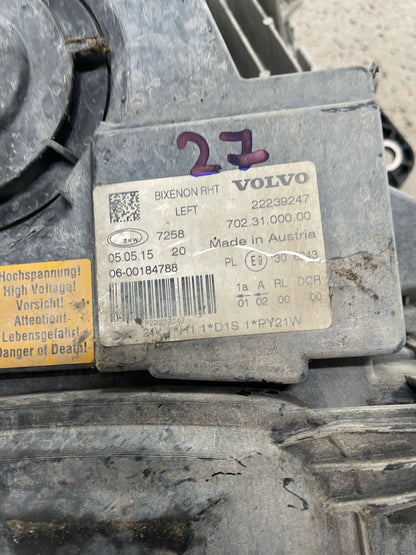 27
BIXENON RHT VOLVO
LEFT 22239247
ZKW 7258 702.31.000.00
05.05.15 20 Made in Austria
06-00184788 PL E9
1a A RL DCR
01 02 00 00
1*D1S 1*PY21W
Hochspannung!
High Voltage!
Vorsicht!
Attention!
Lebensgefahr!
Danger of Death!